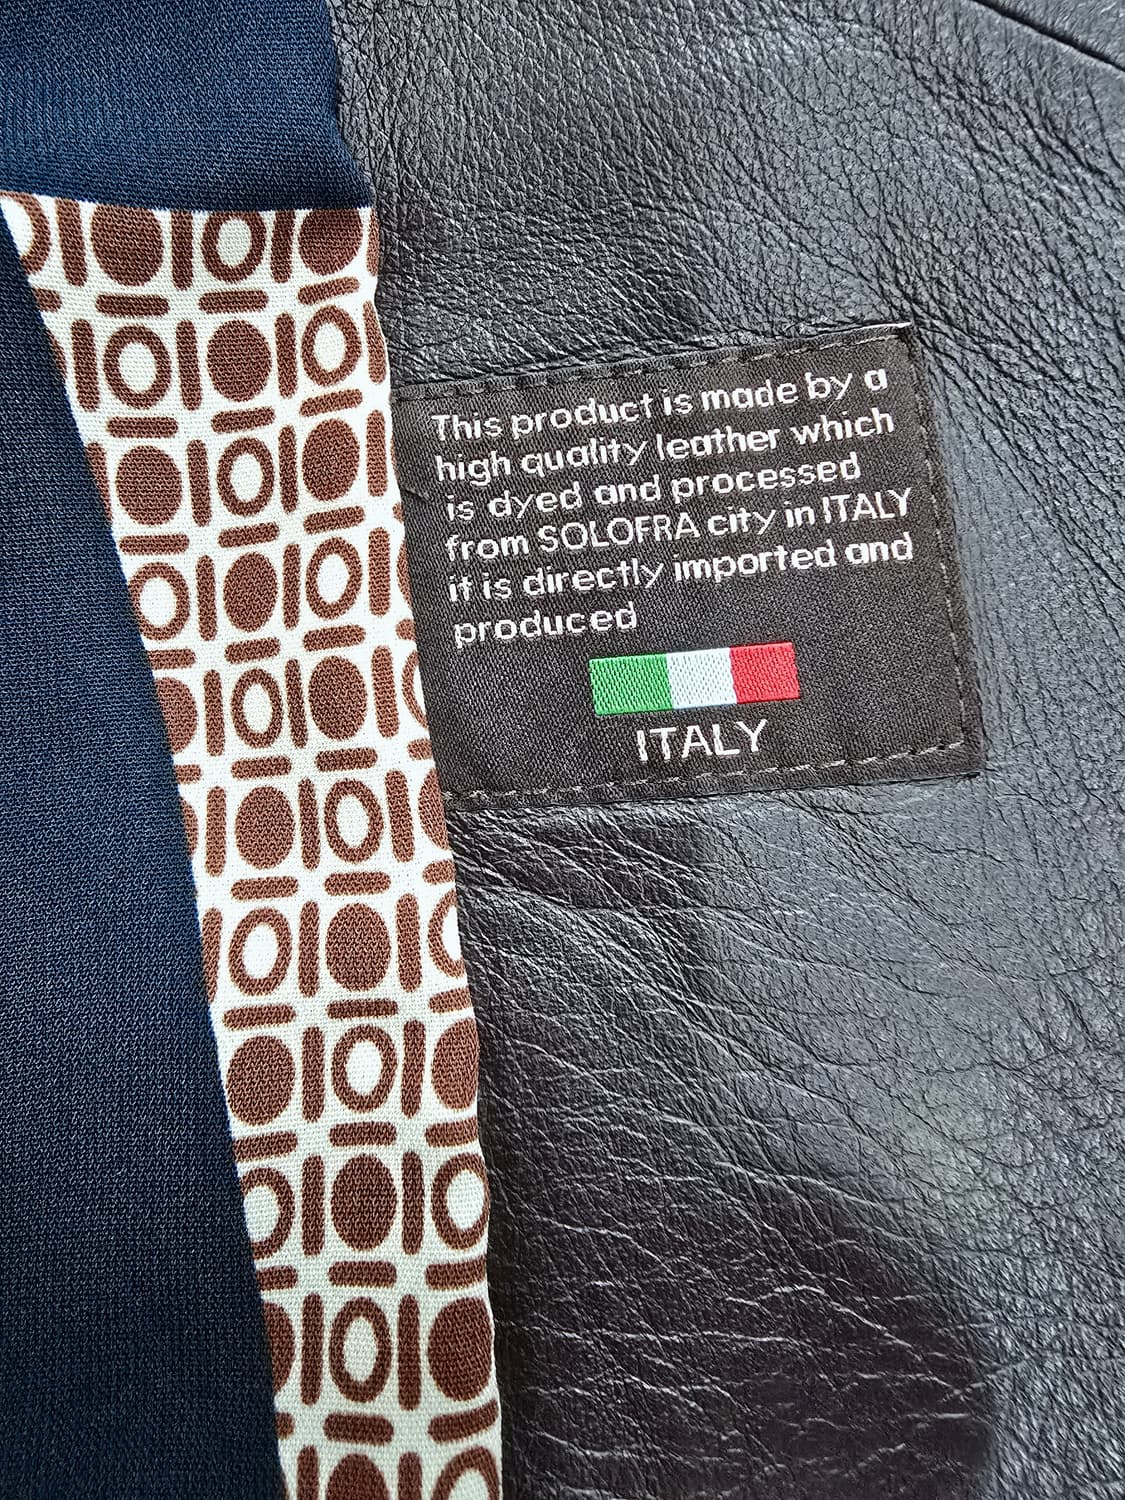 This product is made by a
high quality leather which
is dyed and processed
from SOLOFRA city in ITALY
it is directly imported and
produced
ITALY